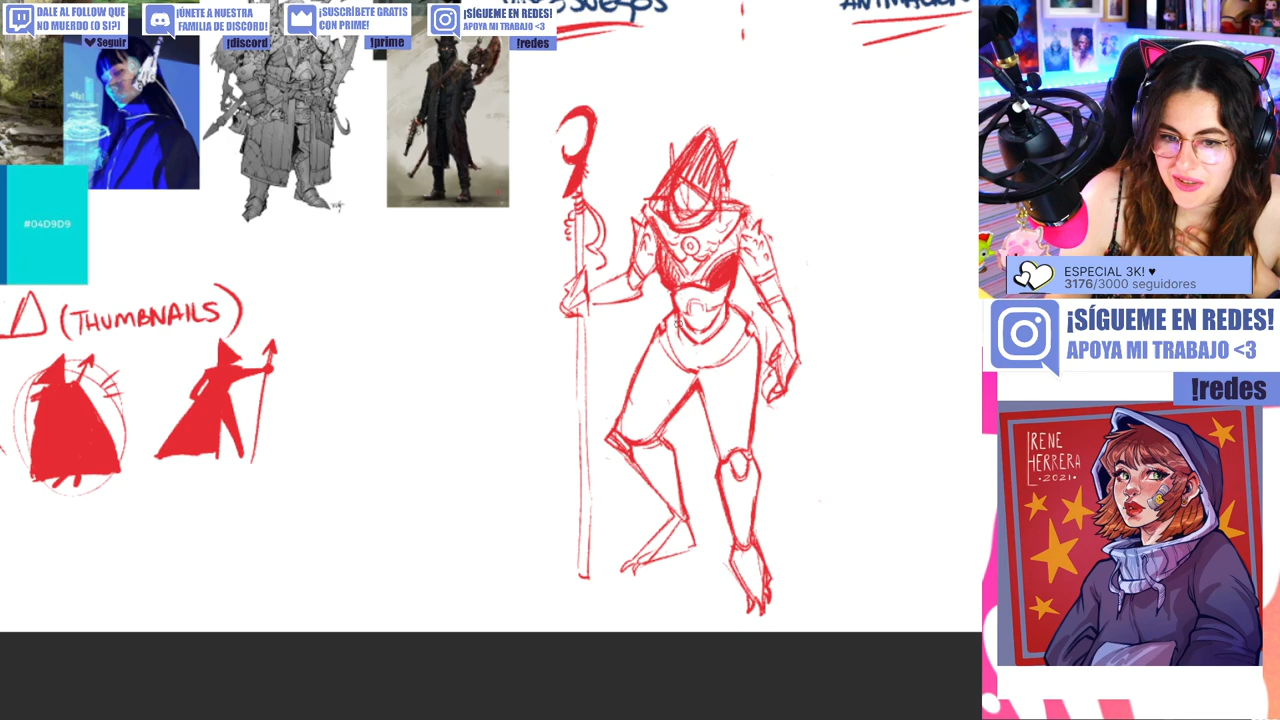 DALE AL FOLLOW QUE
NO MUERDO (O SI?)
Seguir
¡ÚNETE A NUESTRA
FAMILIA DE DISCORD!
!discord
¡SUSCRÍBETE GRATIS
CON PRIME!
!prime
¡SÍGUEME EN REDES!
APOYA MI TRABAJO <3
!redes
#04D9D9
(THUMBNAILS)
ESPECIAL 3K! ♥
3176/3000 seguidores
¡SÍGUEME EN REDES!
APOYA MI TRABAJO <3
!redes
IRENE
HERRERA
·2021·